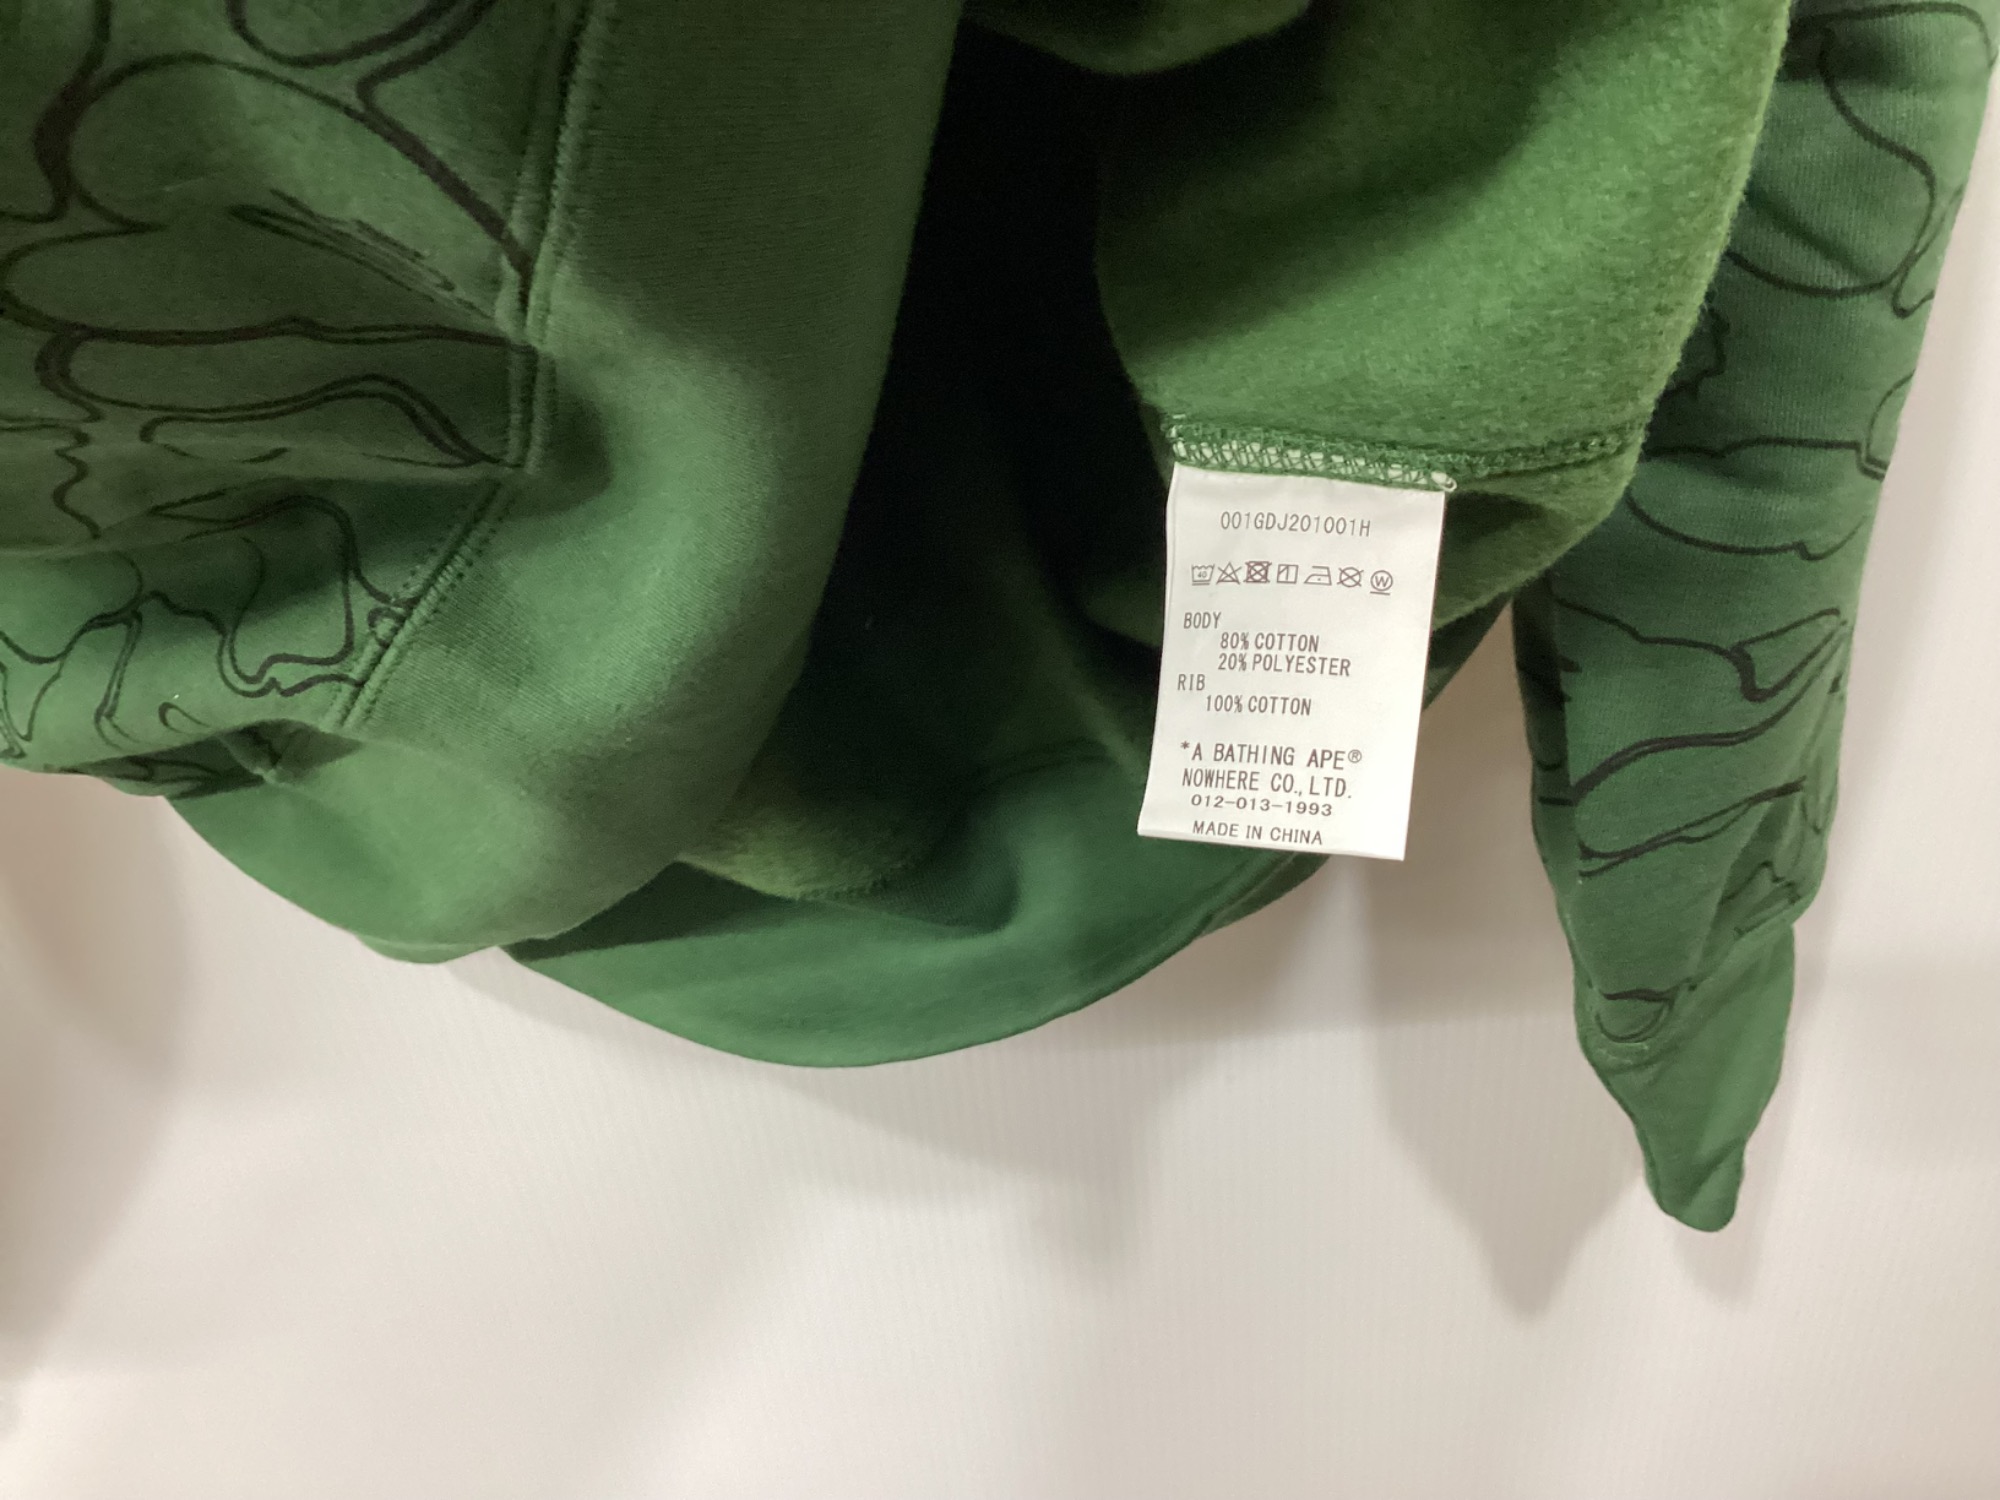 001GDJ201001H
40 W
BODY
80% COTTON
20% POLYESTER
RIB
100% COTTON
*A BATHING APE®
NOWHERE CO., LTD.
012-013-1993
MADE IN CHINA